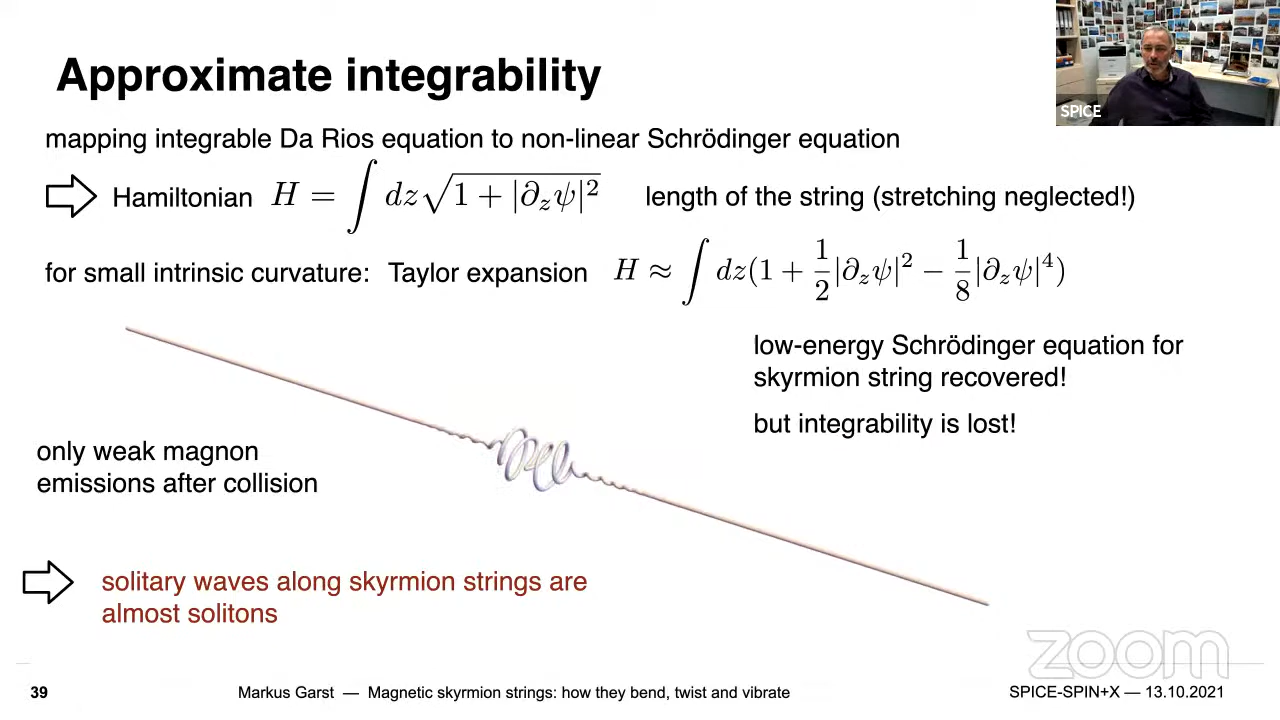 Approximate integrability
SPICE
mapping integrable Da Rios equation to non-linear Schrödinger equation
Hamiltonian H = ∫ dz√(1 + |∂_zψ|²) length of the string (stretching neglected!)
for small intrinsic curvature: Taylor expansion H ≈ ∫ dz(1 + 1/2|∂_zψ|² − 1/8|∂_zψ|⁴)
low-energy Schrödinger equation for
skyrmion string recovered!
but integrability is lost!
only weak magnon
emissions after collision
solitary waves along skyrmion strings are
almost solitons
zoom
39 Markus Garst — Magnetic skyrmion strings: how they bend, twist and vibrate SPICE-SPIN+X — 13.10.2021